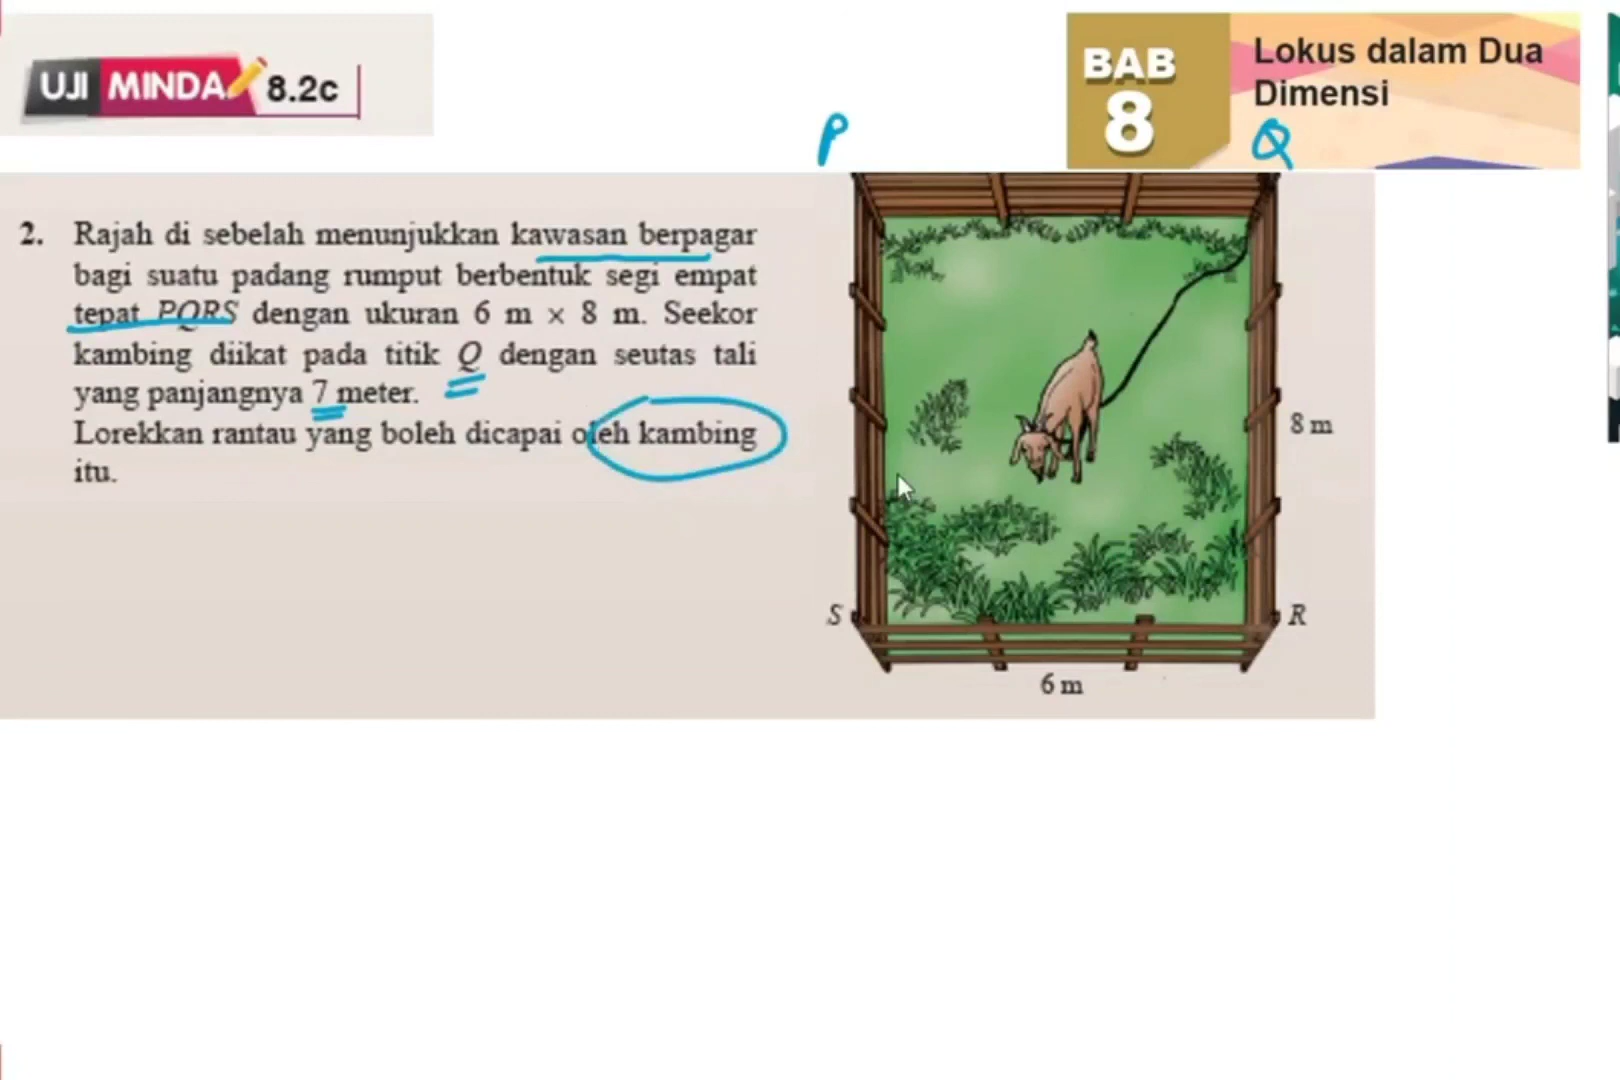 UJI MINDA 8.2c
BAB
8
Lokus dalam Dua
Dimensi
P
Q
2. Rajah di sebelah menunjukkan kawasan berpagar
bagi suatu padang rumput berbentuk segi empat
tepat PQRS dengan ukuran 6 m × 8 m. Seekor
kambing diikat pada titik Q dengan seutas tali
yang panjangnya 7 meter.
Lorekkan rantau yang boleh dicapai oleh kambing
itu.
8 m
S
R
6 m